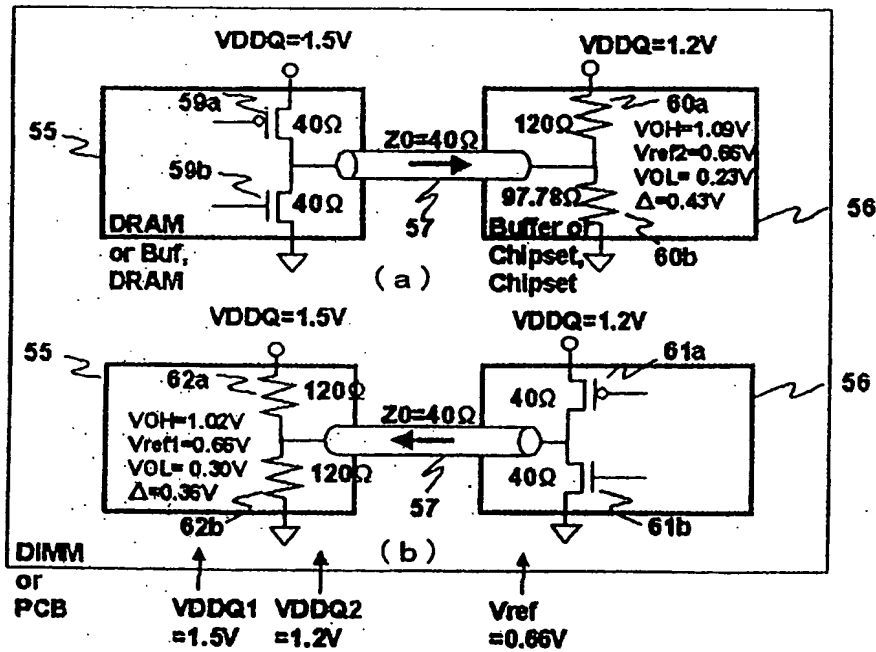 VDDQ=1.5V
VDDQ=1.2V
59a
60a
55
40Ω
Z0=40Ω
120Ω
VOH=1.09V
Vref2=0.66V
VOL= 0.23V
Δ=0.43V
59b
40Ω
57
97.78Ω
56
DRAM
or Buf,
DRAM
Buffer or
Chipset,
Chipset
60b
(a)
VDDQ=1.5V
VDDQ=1.2V
55
62a
61a
56
120Ω
Z0=40Ω
40Ω
VOH=1.02V
Vref1=0.66V
VOL= 0.30V
Δ=0.36V
120Ω
57
40Ω
62b
61b
(b)
DIMM
or
PCB
VDDQ1
=1.5V
VDDQ2
=1.2V
Vref
=0.66V